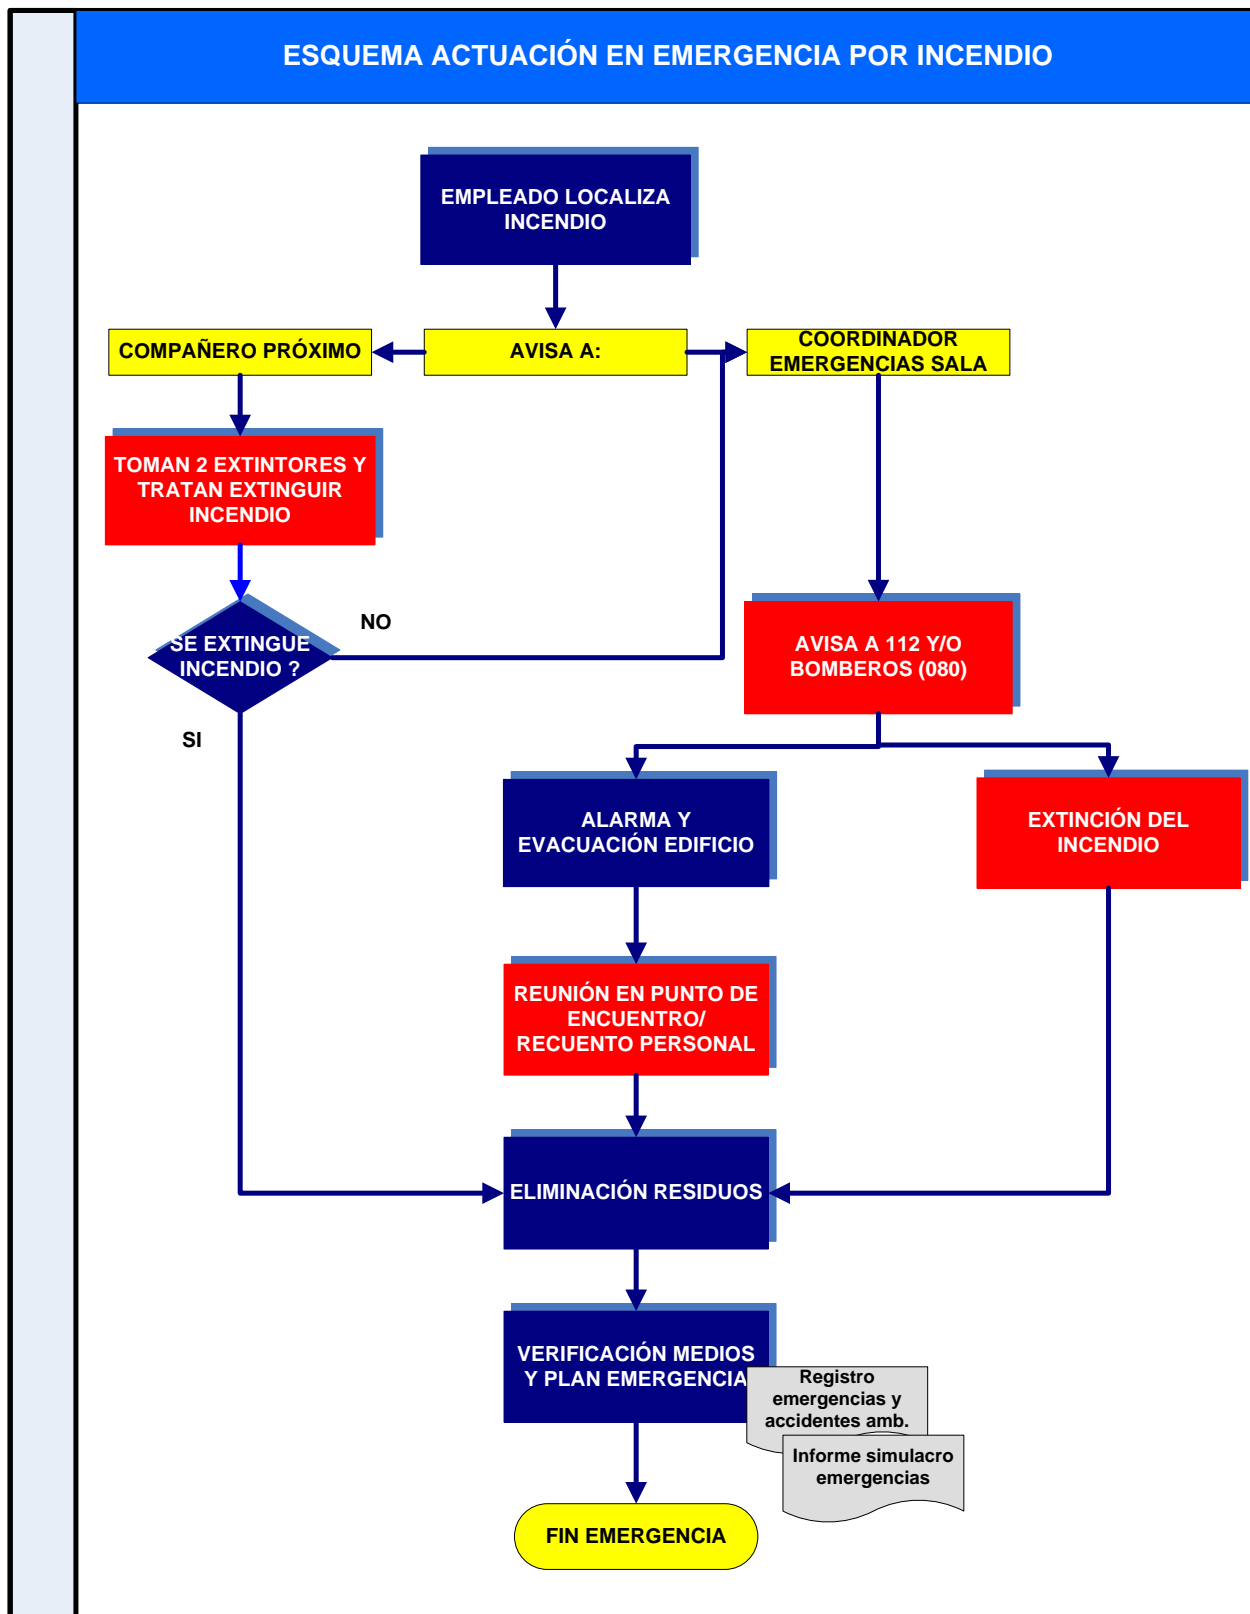 ESQUEMA ACTUACIÓN EN EMERGENCIA POR INCENDIO
EMPLEADO LOCALIZA
INCENDIO
COMPAÑERO PRÓXIMO
AVISA A:
COORDINADOR
EMERGENCIAS SALA
TOMAN 2 EXTINTORES Y
TRATAN EXTINGUIR
INCENDIO
SE EXTINGUE
INCENDIO ?
NO
SI
AVISA A 112 Y/O
BOMBEROS (080)
ALARMA Y
EVACUACIÓN EDIFICIO
EXTINCIÓN DEL
INCENDIO
REUNIÓN EN PUNTO DE
ENCUENTRO/
RECUENTO PERSONAL
ELIMINACIÓN RESIDUOS
VERIFICACIÓN MEDIOS
Y PLAN EMERGENCIA
Registro
emergencias y
accidentes amb.
Informe simulacro
emergencias
FIN EMERGENCIA